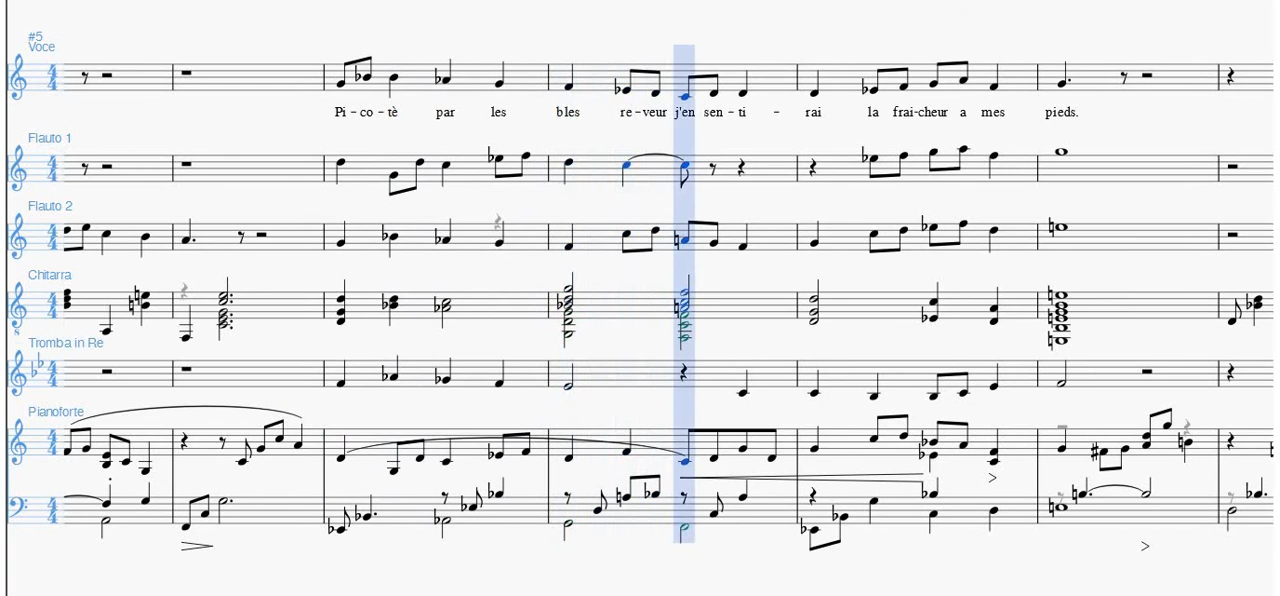 #5
Voce
Pi - co - tè par les bles re - veur j'en sen - ti - rai la frai - cheur a mes pieds.
Flauto 1
Flauto 2
Chitarra
8
Tromba in Re
Pianoforte